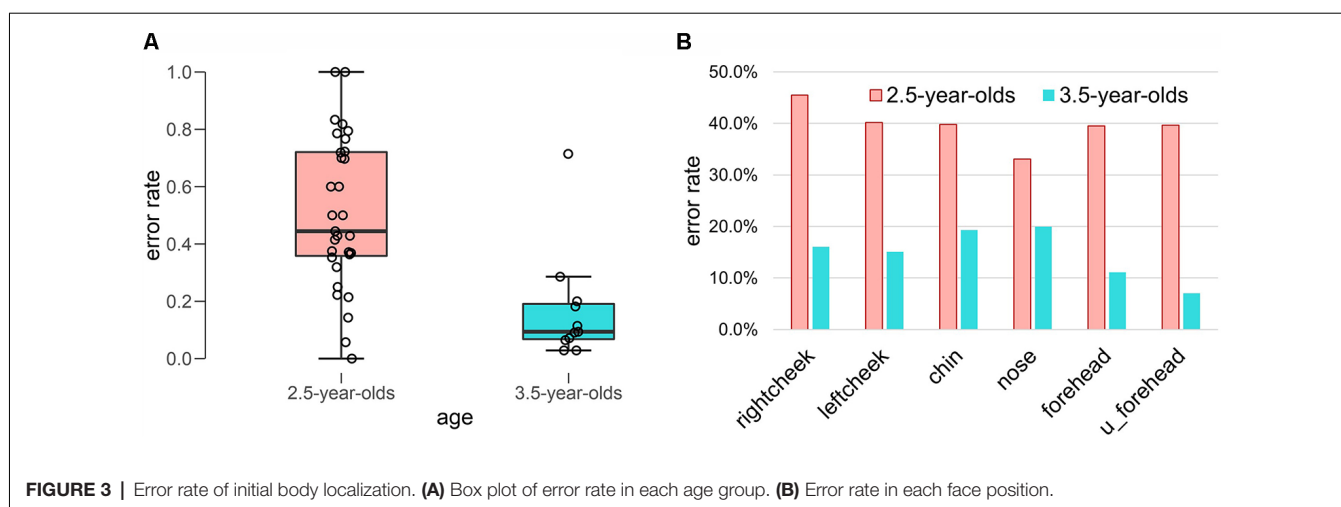 A
error rate
1.0
0.8
0.6
0.4
0.2
0.0
2.5-year-olds 3.5-year-olds
age
B
error rate
50.0%
40.0%
30.0%
20.0%
10.0%
0.0%
2.5-year-olds 3.5-year-olds
rightcheek
leftcheek
chin
nose
forehead
u_forehead
FIGURE 3 | Error rate of initial body localization. (A) Box plot of error rate in each age group. (B) Error rate in each face position.